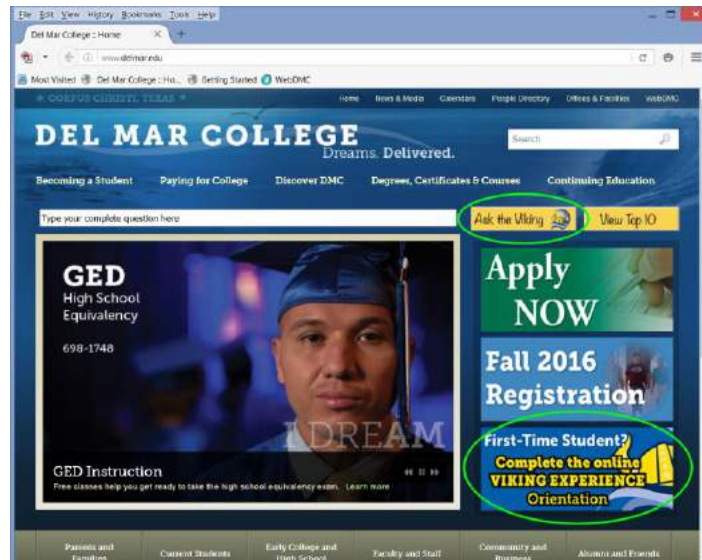 File Edit View History Bookmarks Tools Help
Del Mar College :: Home
www.delmar.edu
Most Visited Del Mar College :: Ho... Getting Started WebDMC
CORPUS CHRISTI, TEXAS
Home News & Media Calendars People Directory Offices & Facilities WebDMC
DEL MAR COLLEGE
Dreams. Delivered.
Search
Becoming a Student Paying for College Discover DMC Degrees, Certificates & Courses Continuing Education
Type your complete question here
Ask the Viking
View Top 10
GED
High School
Equivalency
698-1748
I DREAM
GED Instruction
Free classes help you get ready to take the high school equivalency exam. Learn more
Apply
NOW
Fall 2016
Registration
First-Time Student?
Complete the online
VIKING EXPERIENCE
Orientation
Parents and
Families
Current Students
Early College and
High School
Faculty and Staff
Community and
Business
Alumni and Friends